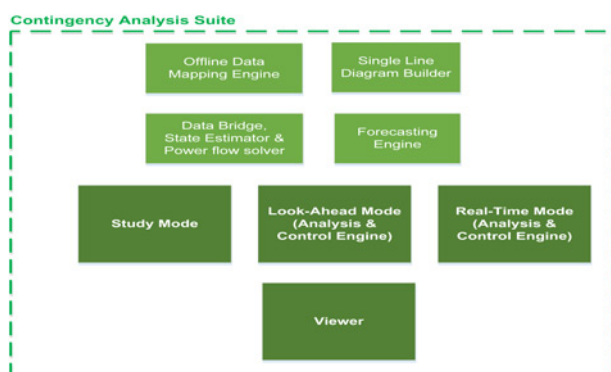 Contingency Analysis Suite
Offline Data
Mapping Engine
Single Line
Diagram Builder
Data Bridge,
State Estimator &
Power flow solver
Forecasting
Engine
Study Mode
Look-Ahead Mode
(Analysis &
Control Engine)
Real-Time Mode
(Analysis &
Control Engine)
Viewer